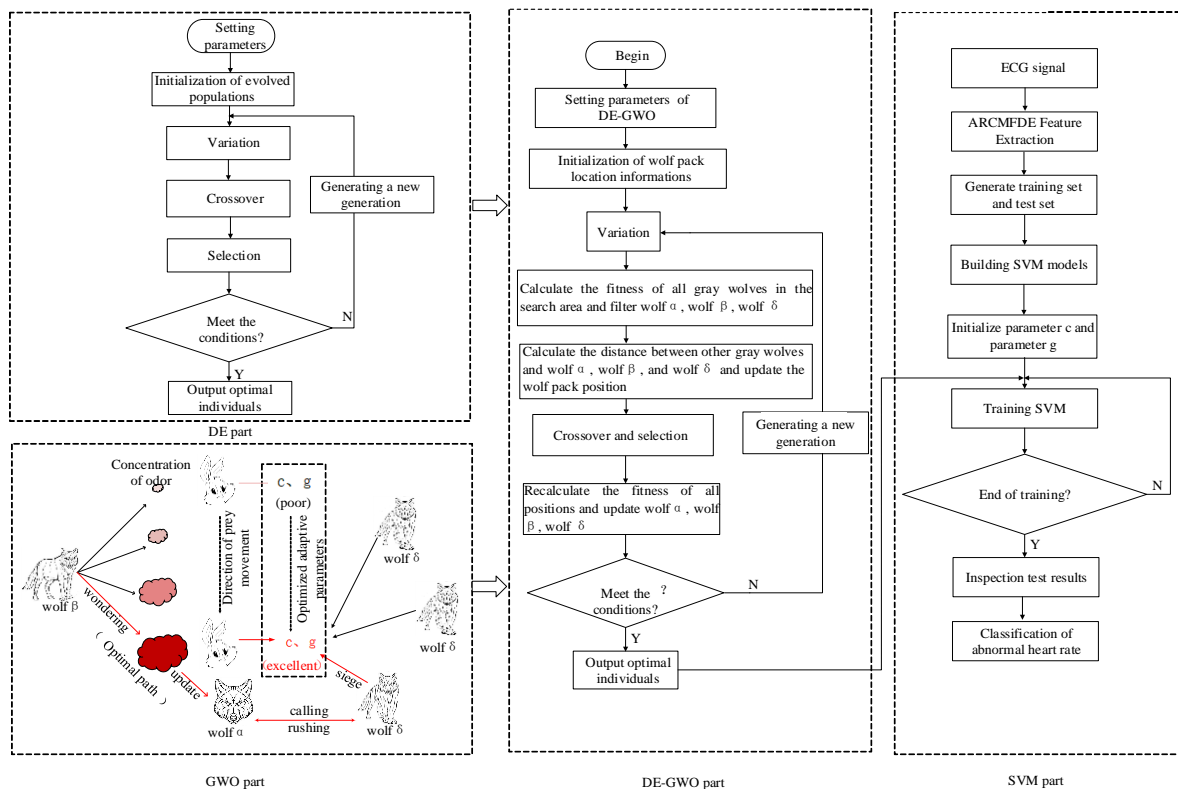 Setting
parameters
Initialization of evolved
populations
Variation
Crossover
Generating a new
generation
Selection
Meet the
conditions?
N
Y
Output optimal
individuals
DE part
Concentration
of odor
c、g
(poor)
Direction of prey
movement
Optimized adaptive
parameters
wolf β
wondering
(Optimal path)
update
c、g
(excellent)
wolf δ
wolf δ
siege
calling
rushing
wolf α
wolf δ
GWO part
Begin
Setting parameters of
DE-GWO
Initialization of wolf pack
location informations
Variation
Calculate the fitness of all gray wolves in the
search area and filter wolf α, wolf β, wolf δ
Calculate the distance between other gray wolves
and wolf α, wolf β, and wolf δ and update the
wolf pack position
Crossover and selection
Generating a new
generation
Recalculate the fitness of all
positions and update wolf α, wolf
β, wolf δ
Meet the ?
conditions?
N
Y
Output optimal
individuals
DE-GWO part
ECG signal
ARCMFDE Feature
Extraction
Generate training set
and test set
Building SVM models
Initialize parameter c and
parameter g
Training SVM
End of training?
N
Y
Inspection test results
Classification of
abnormal heart rate
SVM part